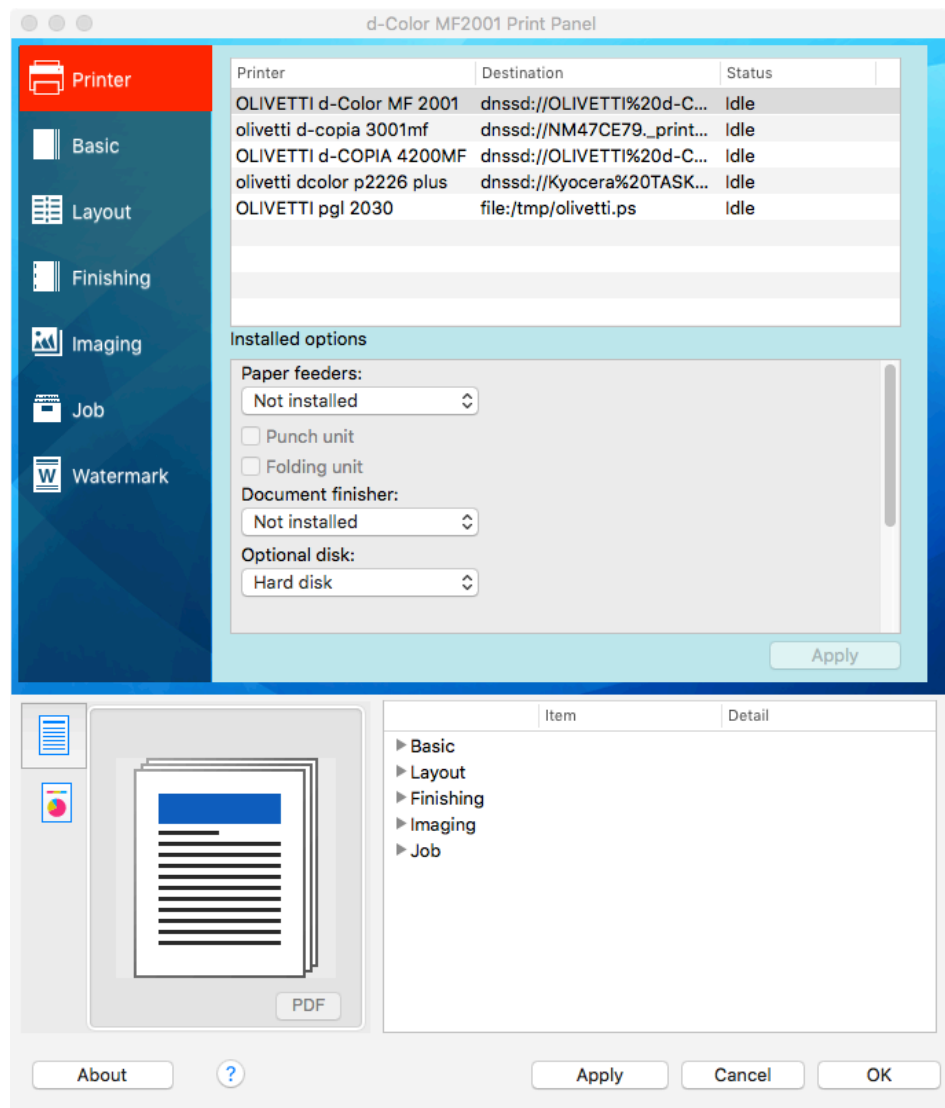 d-Color MF2001 Print Panel
Printer
Basic
Layout
Finishing
Imaging
Job
W Watermark
Printer Destination Status
OLIVETTI d-Color MF 2001 dnssd://OLIVETTI%20d-C... Idle
olivetti d-copia 3001mf dnssd://NM47CE79._print... Idle
OLIVETTI d-COPIA 4200MF dnssd://OLIVETTI%20d-C... Idle
olivetti dcolor p2226 plus dnssd://Kyocera%20TASK... Idle
OLIVETTI pgl 2030 file:/tmp/olivetti.ps Idle
Installed options
Paper feeders:
Not installed
Punch unit
Folding unit
Document finisher:
Not installed
Optional disk:
Hard disk
Apply
PDF
Item Detail
Basic
Layout
Finishing
Imaging
Job
About ? Apply Cancel OK